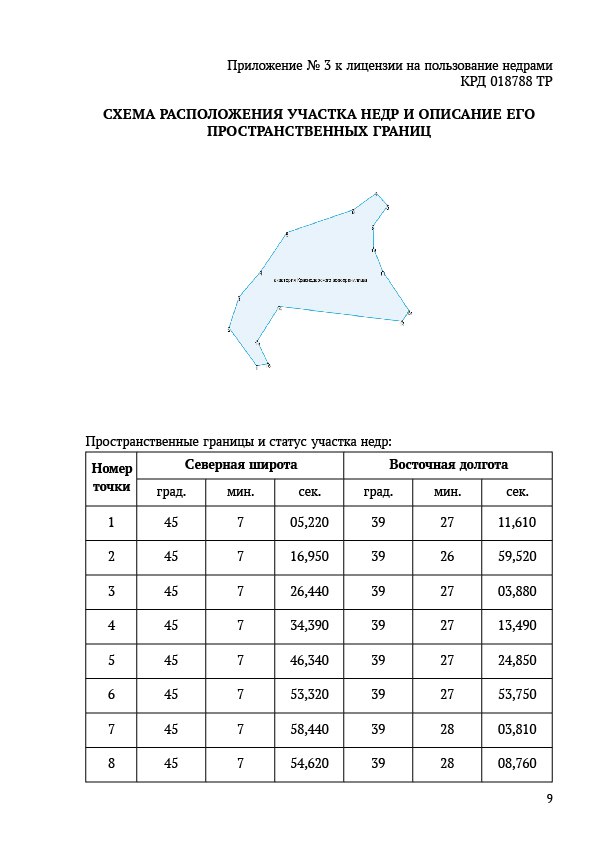 Приложение № 3 к лицензии на пользование недрами
КРД 018788 ТР
СХЕМА РАСПОЛОЖЕНИЯ УЧАСТКА НЕДР И ОПИСАНИЕ ЕГО
ПРОСТРАНСТВЕННЫХ ГРАНИЦ
Пространственные границы и статус участка недр:
Номер точки Северная широта Восточная долгота
град. мин. сек. град. мин. сек.
1 45 7 05,220 39 27 11,610
2 45 7 16,950 39 26 59,520
3 45 7 26,440 39 27 03,880
4 45 7 34,390 39 27 13,490
5 45 7 46,340 39 27 24,850
6 45 7 53,320 39 27 53,750
7 45 7 58,440 39 28 03,810
8 45 7 54,620 39 28 08,760
9